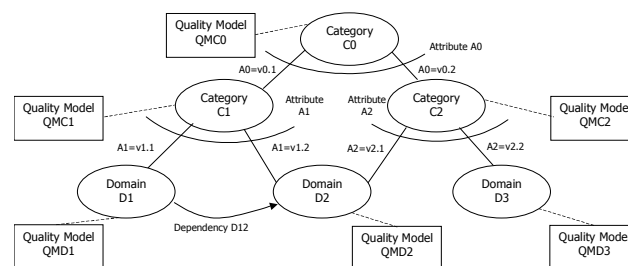 Quality Model
QMC0
Category
C0
Attribute A0
A0=v0.1
A0=v0.2
Quality Model
QMC1
Category
C1
Attribute
A1
Attribute
A2
Category
C2
Quality Model
QMC2
A1=v1.1
A1=v1.2
A2=v2.1
A2=v2.2
Domain
D1
Domain
D2
Domain
D3
Dependency D12
Quality Model
QMD1
Quality Model
QMD2
Quality Model
QMD3